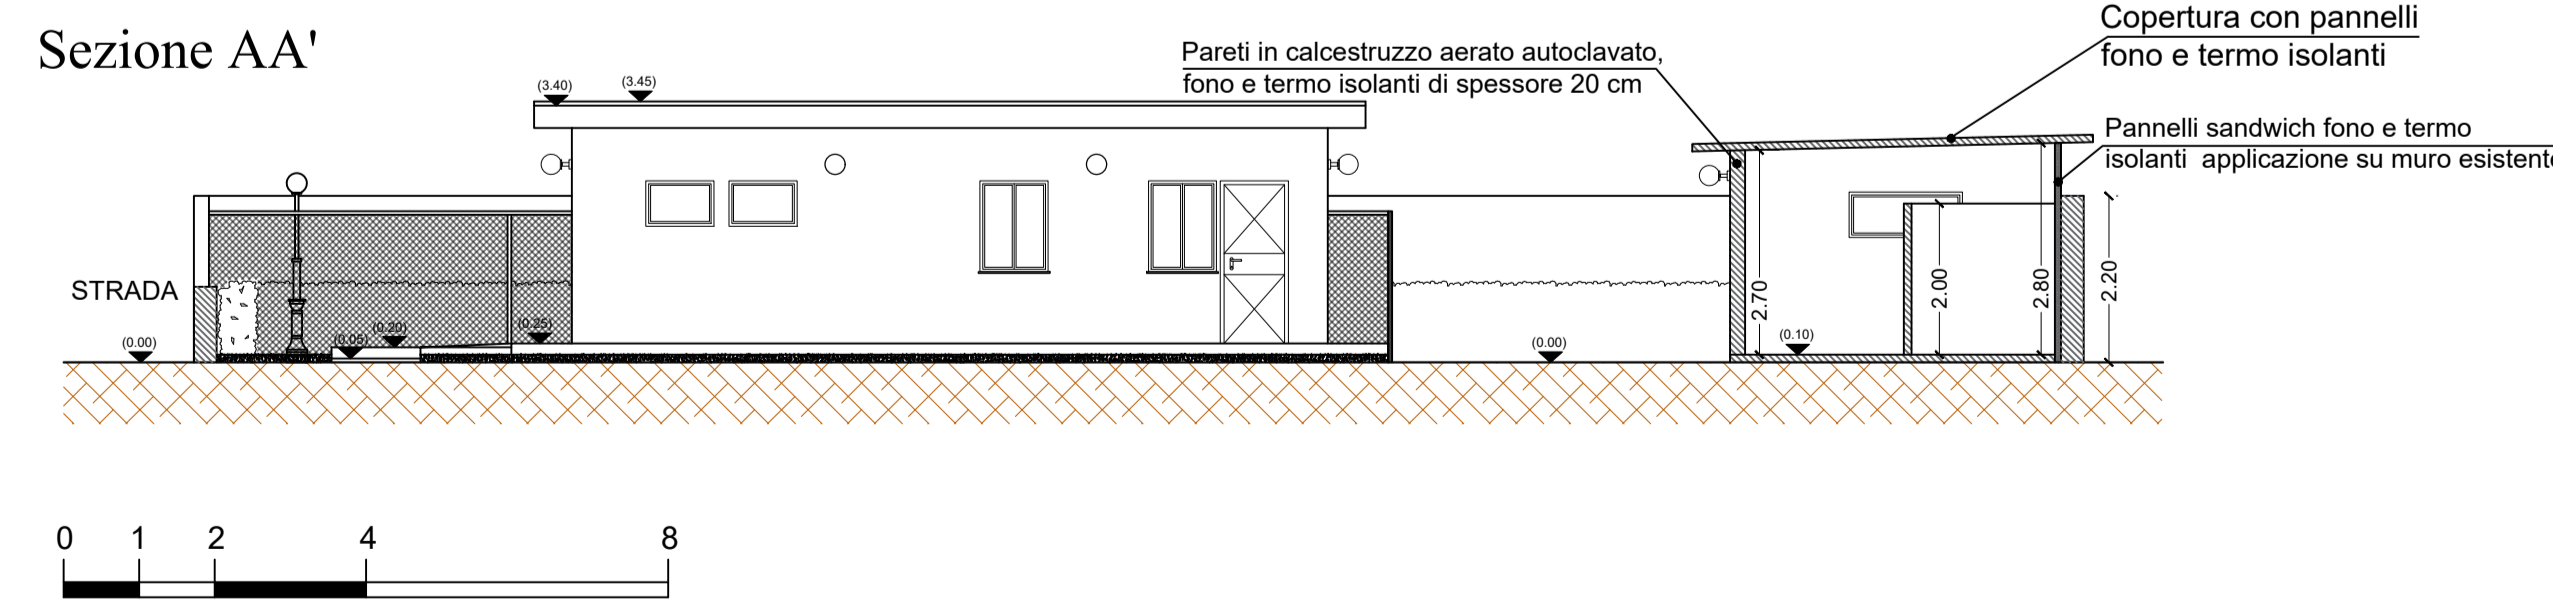 Sezione AA'
Copertura con pannelli
fono e termo isolanti
Pareti in calcestruzzo aerato autoclavato,
fono e termo isolanti di spessore 20 cm
(3.40)
(3.45)
Pannelli sandwich fono e termo
isolanti applicazione su muro esistente
STRADA
(0.00)
(0.05)
(0.20)
(0.25)
(0.00)
2.70
(0.10)
2.00
2.80
2.20
0 1 2 4 8